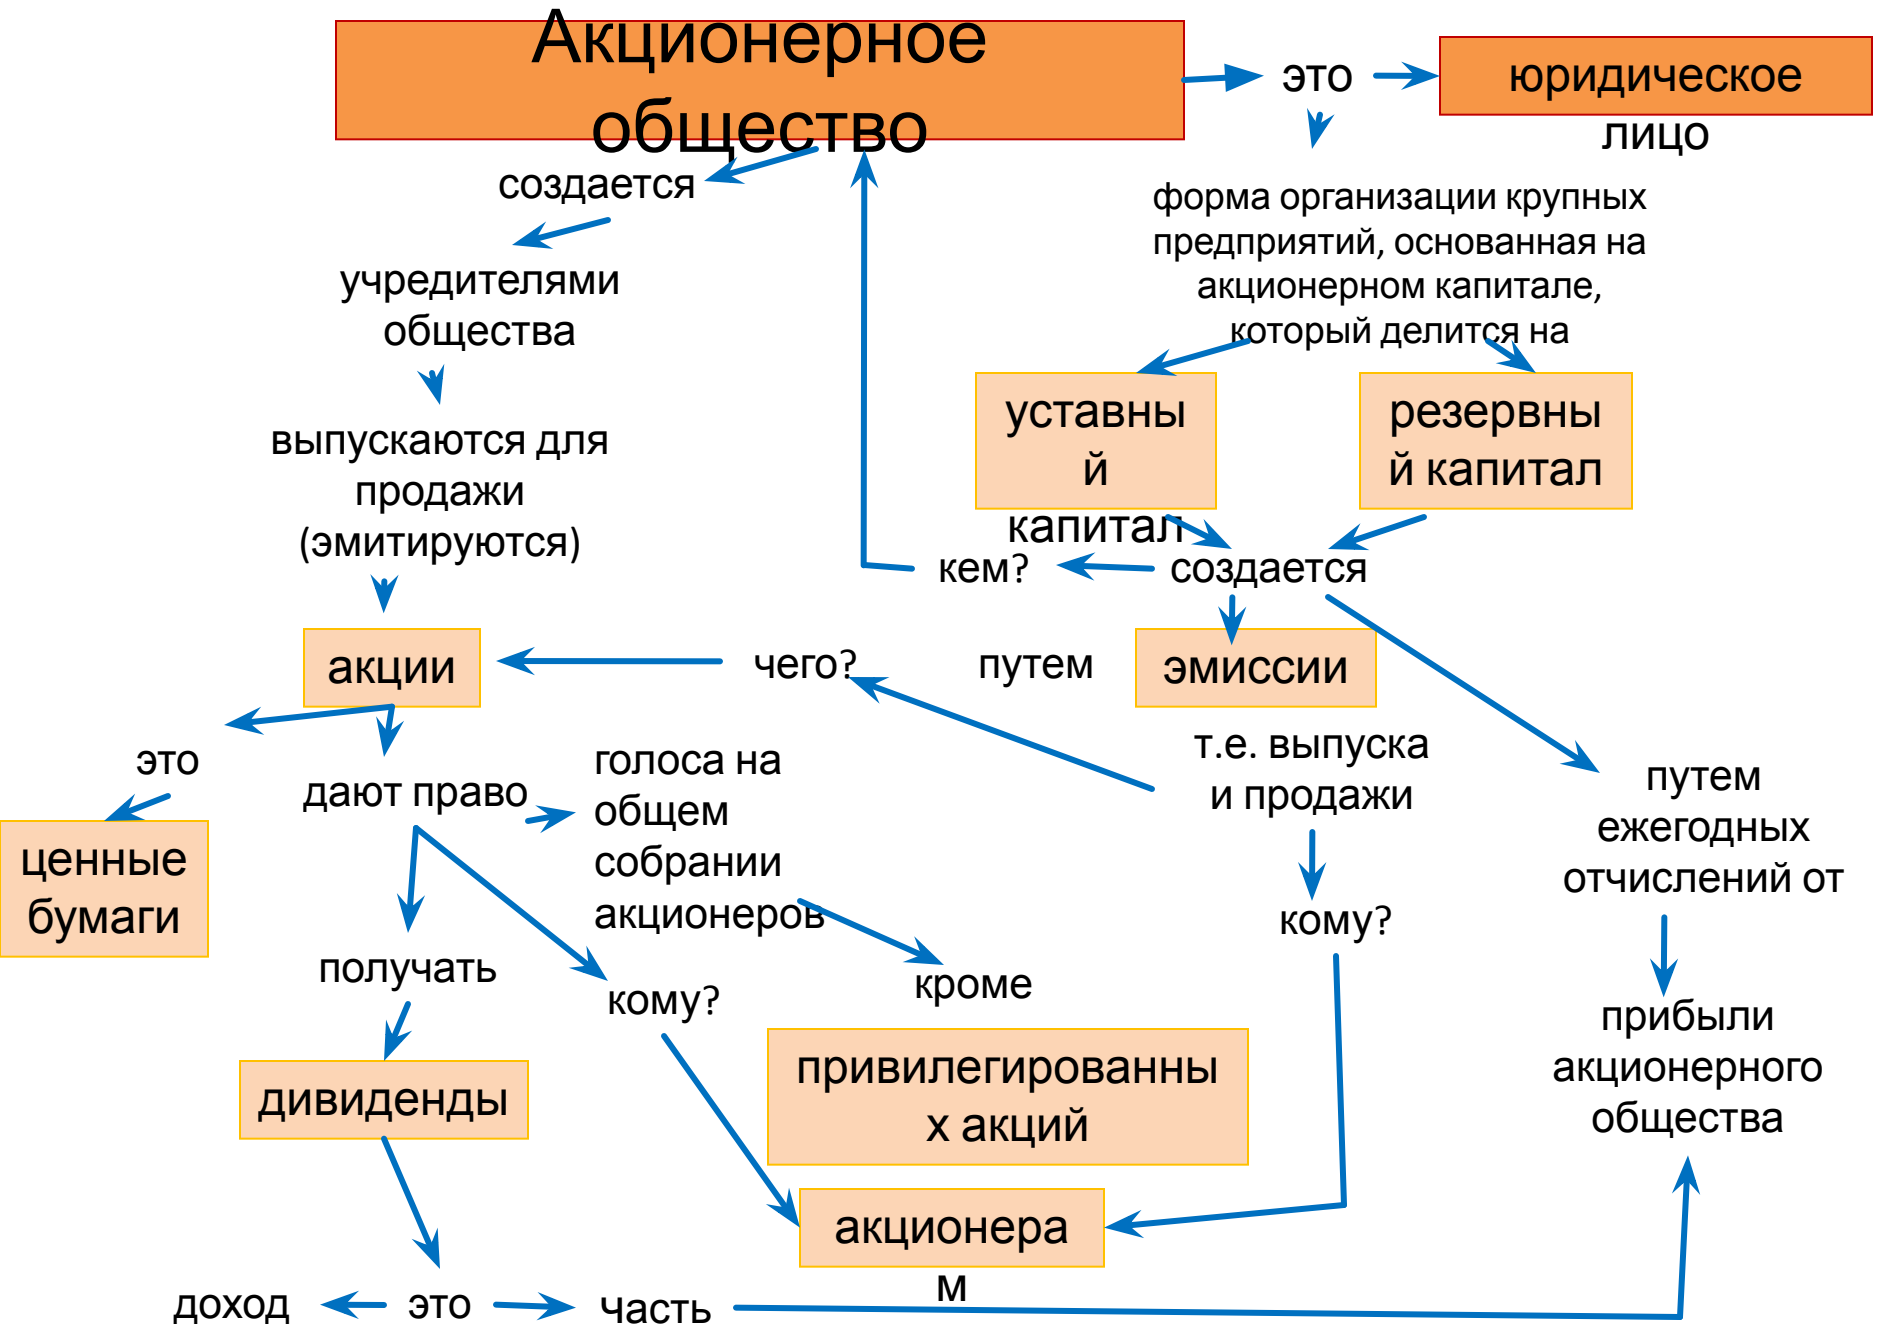 Акционерное
общество
это
юридическое
лицо
создается
учредителями
общества
выпускаются для
продажи
(эмитируются)
форма организации крупных
предприятий, основанная на
акционерном капитале,
который делится на
уставны
й
капитал
резервны
й капитал
кем?
создается
акции
чего?
путем
эмиссии
т.е. выпуска
и продажи
путем
ежегодных
отчислений от
прибыли
акционерного
общества
это
ценные
бумаги
дают право
голоса на
общем
собрании
акционеров
кому?
получать
кому?
кроме
привилегированны
х акций
дивиденды
акционера
м
доход
это
часть